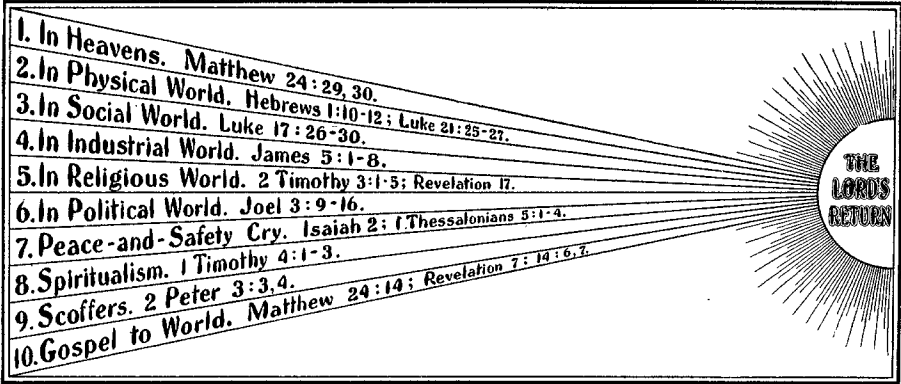 1. In Heavens. Matthew 24:29, 30.
2. In Physical World. Hebrews 1:10-12; Luke 21:25-27.
3. In Social World. Luke 17:26-30.
4. In Industrial World. James 5:1-8.
5. In Religious World. 2 Timothy 3:1-5; Revelation 17.
6. In Political World. Joel 3:9-16.
7. Peace-and-Safety Cry. Isaiah 2; 1 Thessalonians 5:1-4.
8. Spiritualism. 1 Timothy 4:1-3.
9. Scoffers. 2 Peter 3:3,4.
10. Gospel to World. Matthew 24:14; Revelation 7; 14:6,7.
THE
LORD'S
RETURN